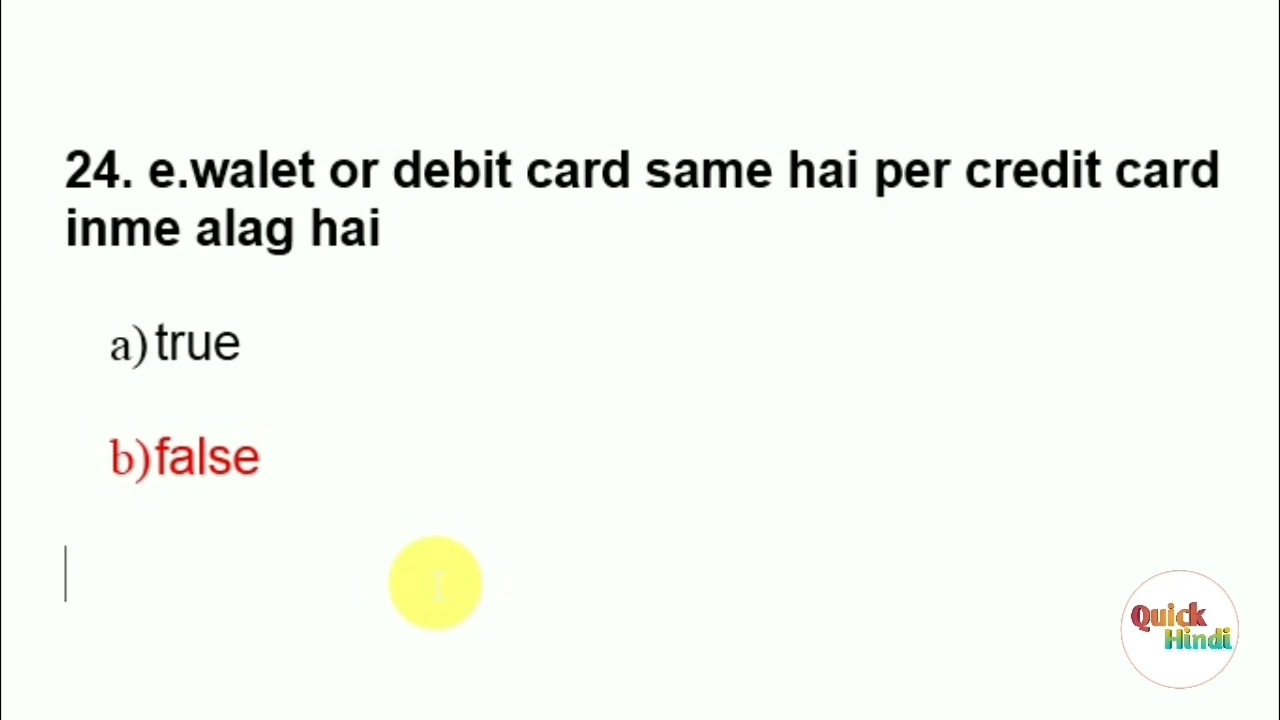 24. e.walet or debit card same hai per credit card
inme alag hai
a) true
b) false
Quick
Hindi